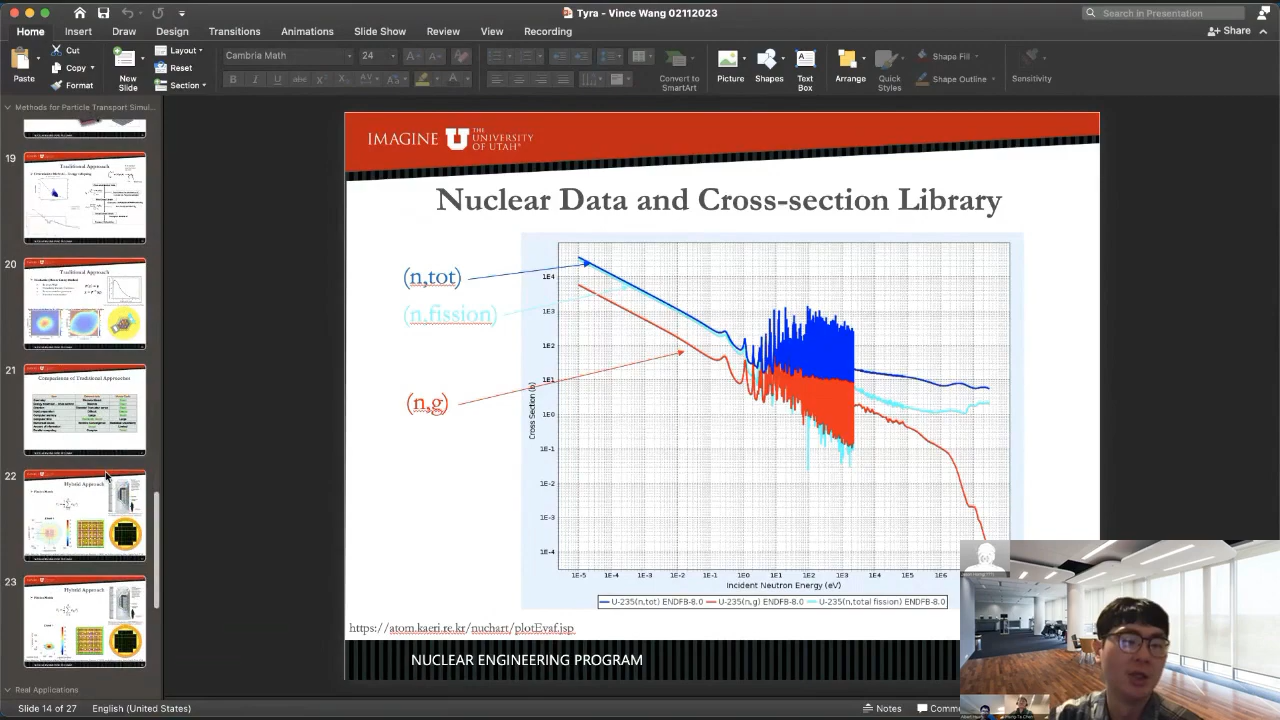 Tyra - Vince Wang 02112023
Search in Presentation
Home
Insert
Draw
Design
Transitions
Animations
Slide Show
Review
View
Recording
Share
Paste
Cut
Copy
Format
New
Slide
Layout
Reset
Section
Cambria Math
24
Convert to
SmartArt
Picture
Shapes
Text
Box
Arrange
Quick
Styles
Shape Fill
Shape Outline
Sensitivity
Methods for Particle Transport Simul...
19
Traditional Approach
20
Traditional Approach
21
Comparisons of Traditional Approaches
22
Hybrid Approach
23
Hybrid Approach
Real Applications
IMAGINE U THE
UNIVERSITY
OF UTAH
Nuclear Data and Cross-section Library
(n,tot)
(n,fission)
(n,g)
Cross-Section (b)
1E4
1E3
1E2
1E1
1E0
1E-1
1E-2
1E-3
1E-4
1E-5 1E-4 1E-3 1E-2 1E-1 1E0 1E1 1E2 1E3 1E4 1E5 1E6
Incident Neutron Energy (eV)
U-235(n,tot) ENDFB-8.0 U-235(n,g) ENDFB-8.0 U-235(n,total fission) ENDFB-8.0
https://atom.kaeri.re.kr/nuchart/plotEvf.jsp
NUCLEAR ENGINEERING PROGRAM
Slide 14 of 27
English (United States)
Notes